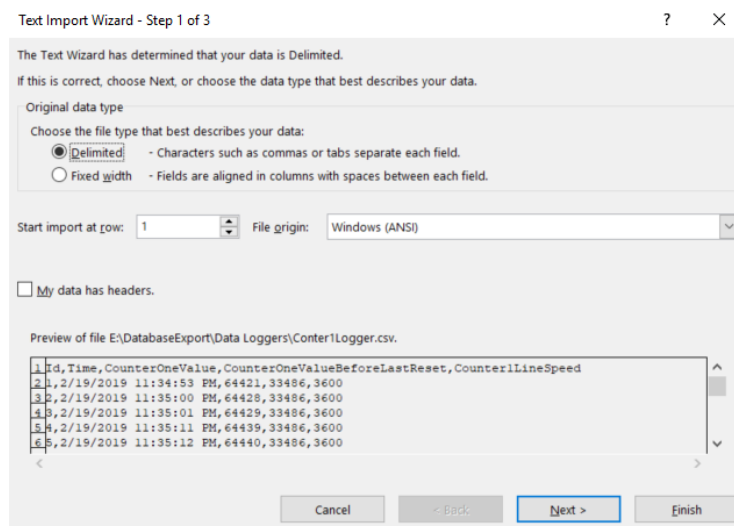 Text Import Wizard - Step 1 of 3 ? ×
The Text Wizard has determined that your data is Delimited.
If this is correct, choose Next, or choose the data type that best describes your data.
Original data type
Choose the file type that best describes your data:
Delimited - Characters such as commas or tabs separate each field.
Fixed width - Fields are aligned in columns with spaces between each field.
Start import at row: 1 File origin: Windows (ANSI)
My data has headers.
Preview of file E:\DatabaseExport\Data Loggers\Conter1Logger.csv.
1 Id,Time,CounterOneValue,CounterOneValueBeforeLastReset,Counter1LineSpeed
2 1,2/19/2019 11:34:53 PM,64421,33486,3600
3 2,2/19/2019 11:35:00 PM,64428,33486,3600
4 3,2/19/2019 11:35:01 PM,64429,33486,3600
5 4,2/19/2019 11:35:11 PM,64439,33486,3600
6 5,2/19/2019 11:35:12 PM,64440,33486,3600
Cancel < Back Next > Finish